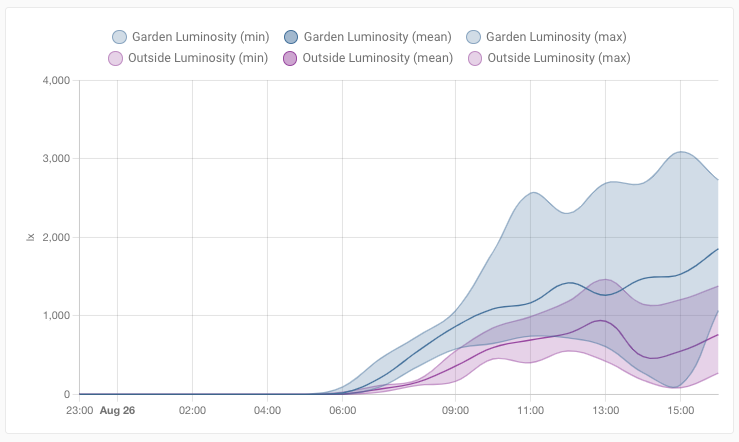 Garden Luminosity (min) Garden Luminosity (mean) Garden Luminosity (max)
Outside Luminosity (min) Outside Luminosity (mean) Outside Luminosity (max)
4,000
3,000
lx
2,000
1,000
0
23:00 Aug 26 02:00 04:00 06:00 09:00 11:00 13:00 15:00